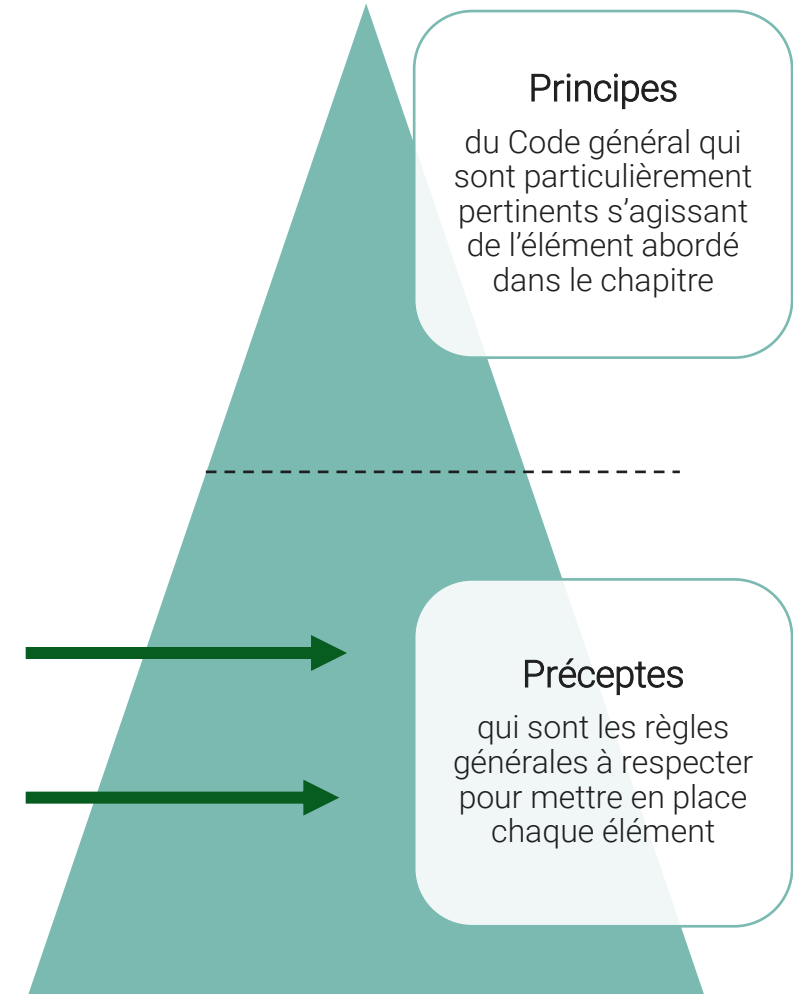 Principes
du Code général qui
sont particulièrement
pertinents s’agissant
de l’élément abordé
dans le chapitre
Préceptes
qui sont les règles
générales à respecter
pour mettre en place
chaque élément